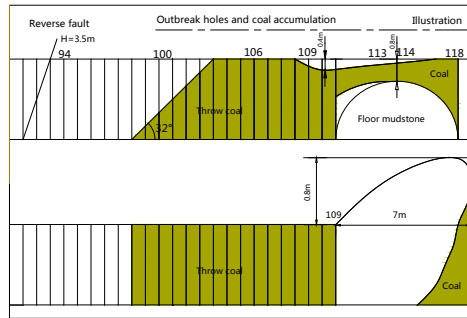 Reverse fault
Outbreak holes and coal accumulation
Illustration
H=3.5m
94
100
106
109
0.4m
113
0.8m
114
118
Coal
Throw coal
Floor mudstone
32°
0.8m
109
7m
Throw coal
Coal